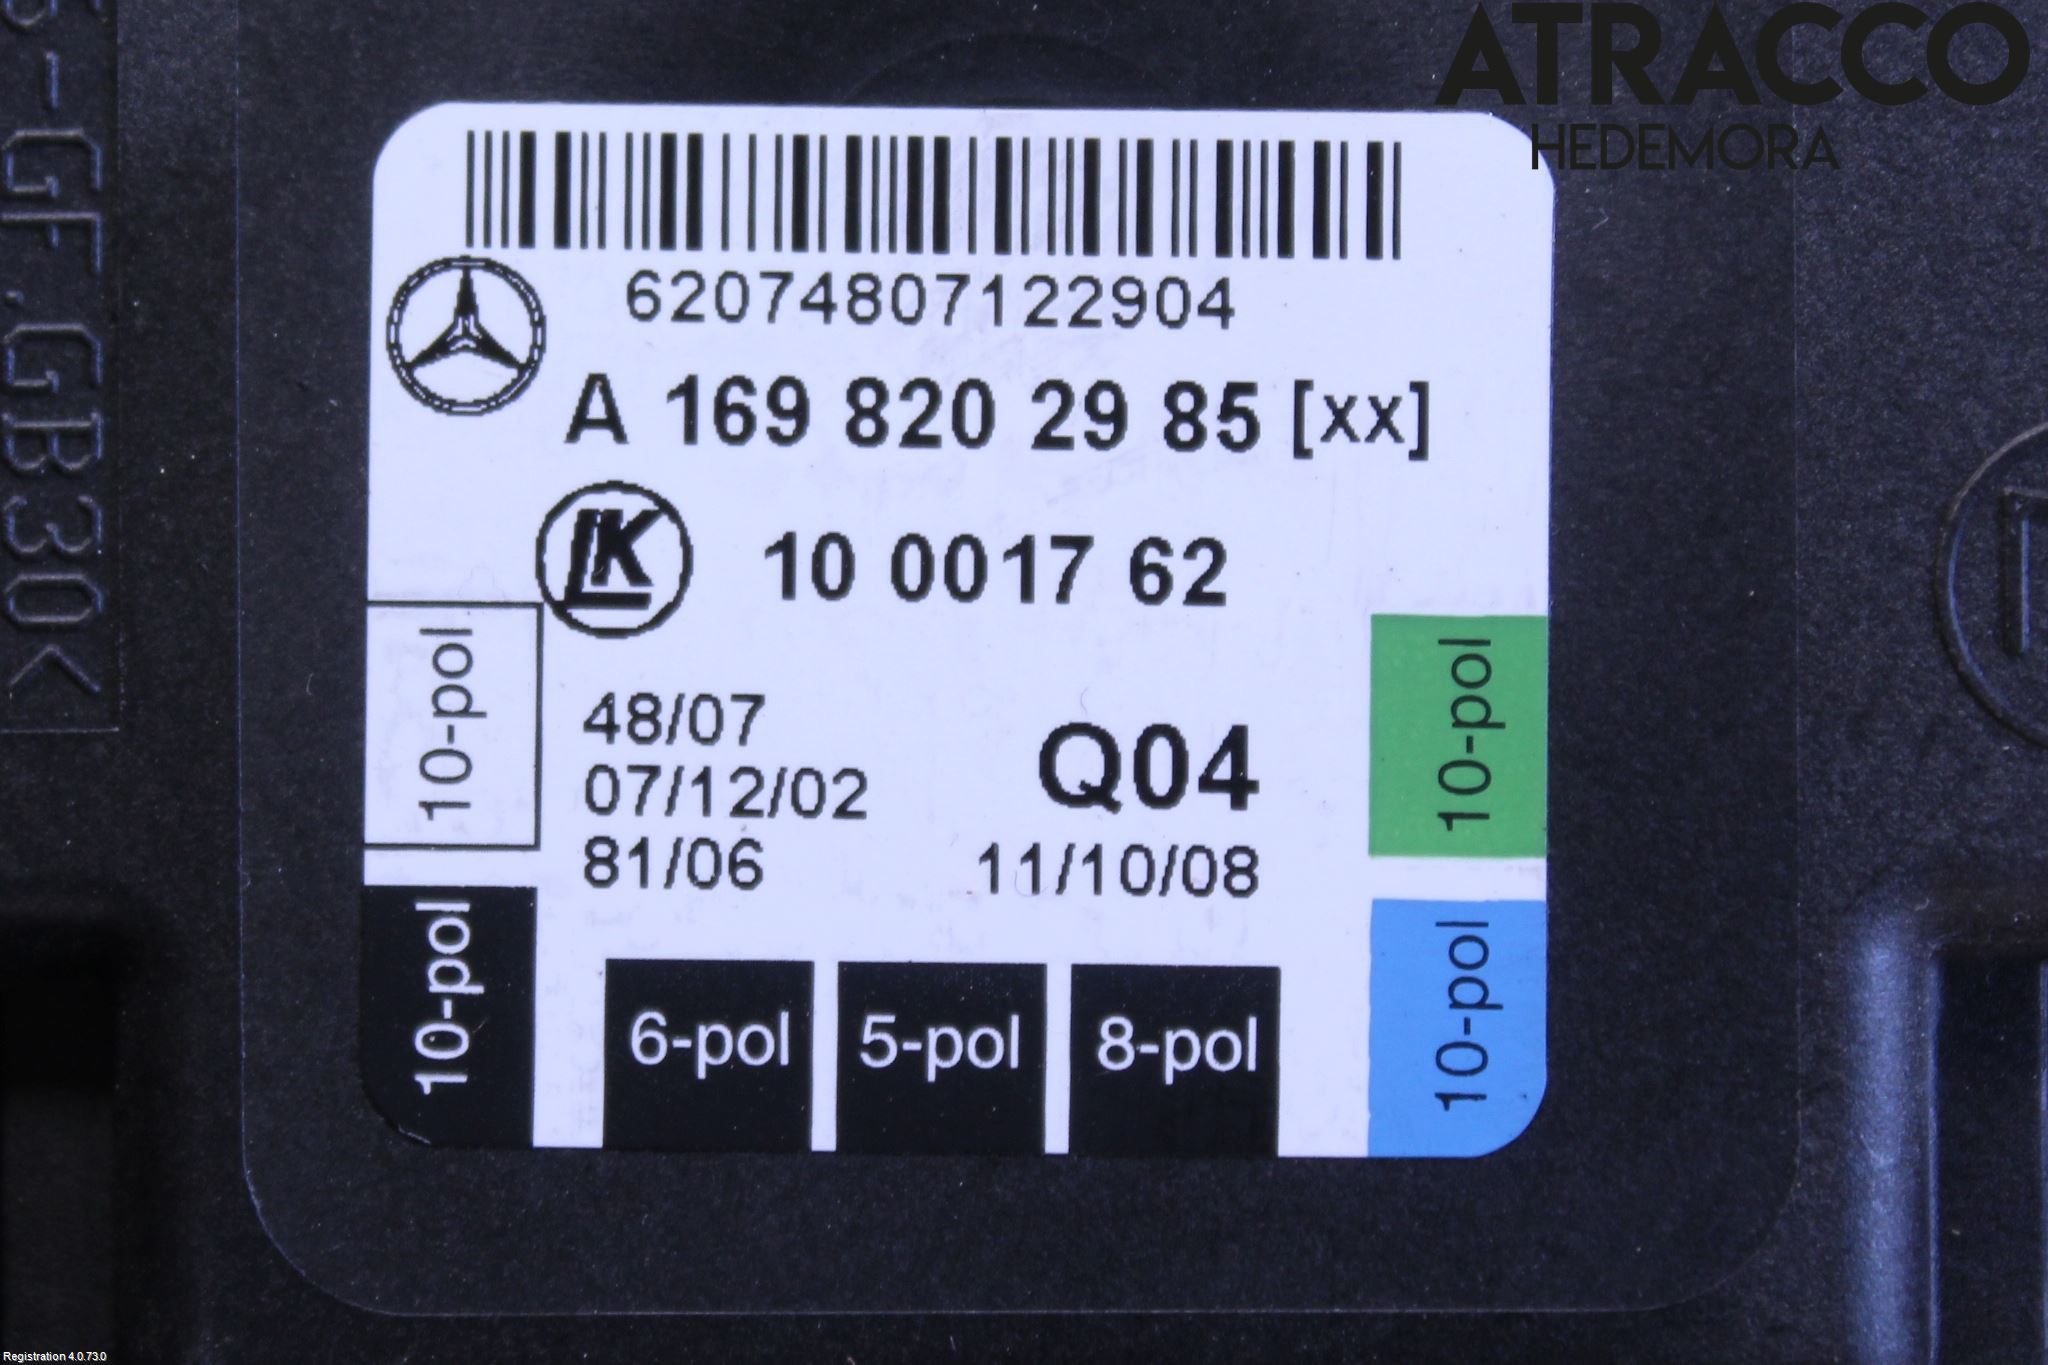 ATRACCO
HEDEMORA
62074807122904
A 169 820 29 85 [xx]
LK 10 0017 62
10-pol
10-pol
48/07
07/12/02
81/06
Q04
11/10/08
10-pol
10-pol
6-pol 5-pol 8-pol
-GF.GB30<
Registration 4.0.73.0